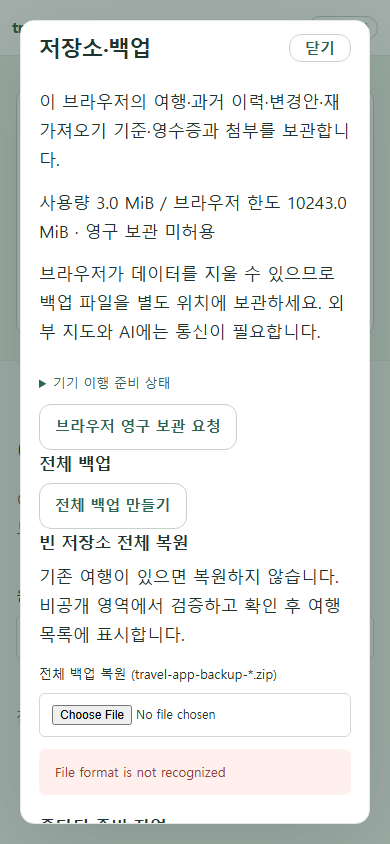 저장소·백업
닫기
이 브라우저의 여행·과거 이력·변경안·재
가져오기 기준·영수증과 첨부를 보관합니
다.
사용량 3.0 MiB / 브라우저 한도 10243.0
MiB · 영구 보관 미허용
브라우저가 데이터를 지울 수 있으므로
백업 파일을 별도 위치에 보관하세요. 외
부 지도와 AI에는 통신이 필요합니다.
▶ 기기 이행 준비 상태
브라우저 영구 보관 요청
전체 백업
전체 백업 만들기
빈 저장소 전체 복원
기존 여행이 있으면 복원하지 않습니다.
비공개 영역에서 검증하고 확인 후 여행
목록에 표시합니다.
전체 백업 복원 (travel-app-backup-*.zip)
Choose File No file chosen
File format is not recognized